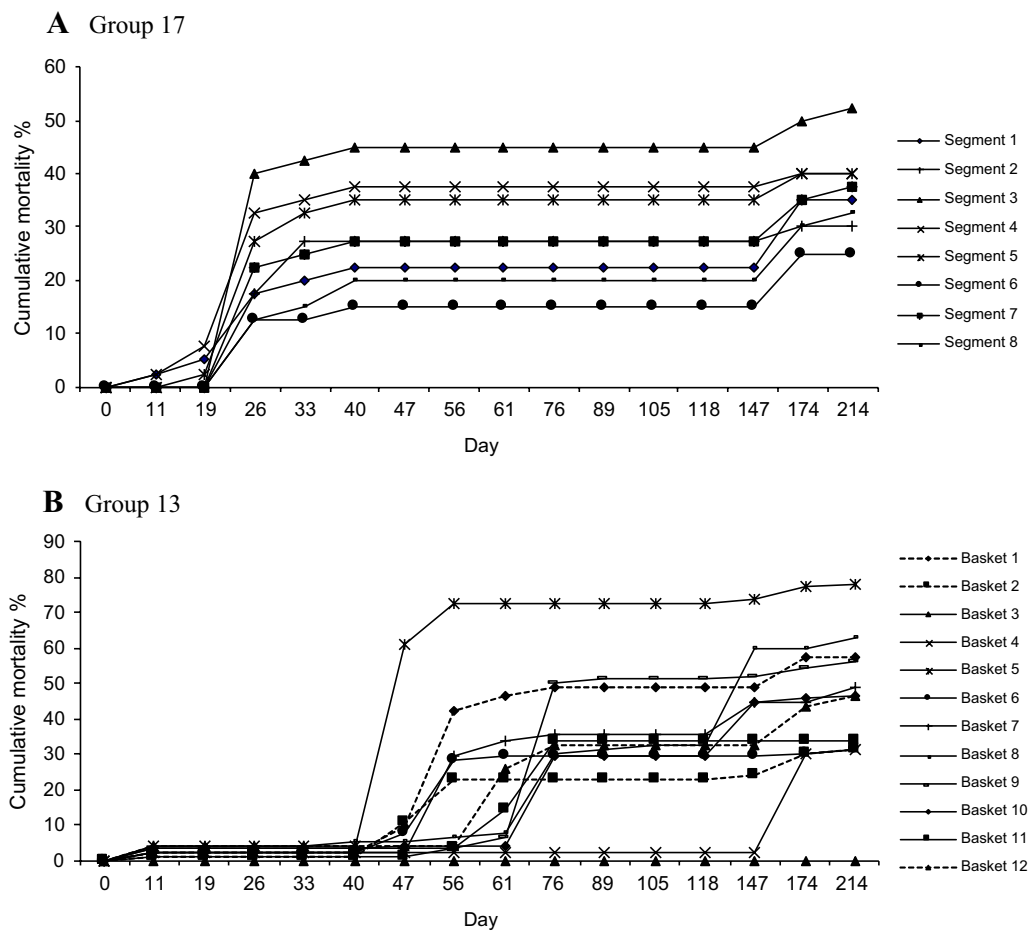 A Group 17
60
50
40
30
20
10
0
Cumulative mortality %
0 11 19 26 33 40 47 56 61 76 89 105 118 147 174 214
Day
Segment 1
Segment 2
Segment 3
Segment 4
Segment 5
Segment 6
Segment 7
Segment 8
B Group 13
90
80
70
60
50
40
30
20
10
0
Cumulative mortality %
0 11 19 26 33 40 47 56 61 76 89 105 118 147 174 214
Day
Basket 1
Basket 2
Basket 3
Basket 4
Basket 5
Basket 6
Basket 7
Basket 8
Basket 9
Basket 10
Basket 11
Basket 12